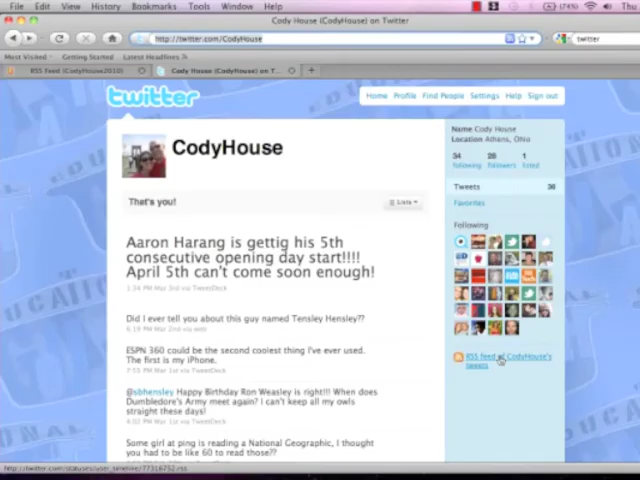 File Edit View History Bookmarks Tools Window Help
(74%) Thu
Cody House (CodyHouse) on Twitter
http://twitter.com/CodyHouse
twitter
Most Visited Getting Started Latest Headlines
RSS Feed (CodyHouse2010)
Cody House (CodyHouse) on T...
twitter
Home Profile Find People Settings Help Sign out
CodyHouse
Name Cody House
Location Athens, Ohio
34 28 1
following followers listed
That's you!
Lists
Tweets 36
Favorites
Following
Aaron Harang is gettig his 5th
consecutive opening day start!!!!
April 5th can't come soon enough!
1:34 PM Mar 3rd via TweetDeck
Did I ever tell you about this guy named Tensley Hensley??
6:19 PM Mar 2nd via web
ESPN 360 could be the second coolest thing I've ever used.
The first is my iPhone.
7:55 PM Mar 1st via TweetDeck
@sbhensley Happy Birthday Ron Weasley is right!!! When does
Dumbledore's Army meet again? I can't keep all my owls
straight these days!
4:02 PM Mar 1st via TweetDeck
Some girl at ping is reading a National Geographic, I thought
you had to be like 60 to read those??
RSS feed of CodyHouse's
tweets
http://twitter.com/statuses/user_timeline/77316752.rss